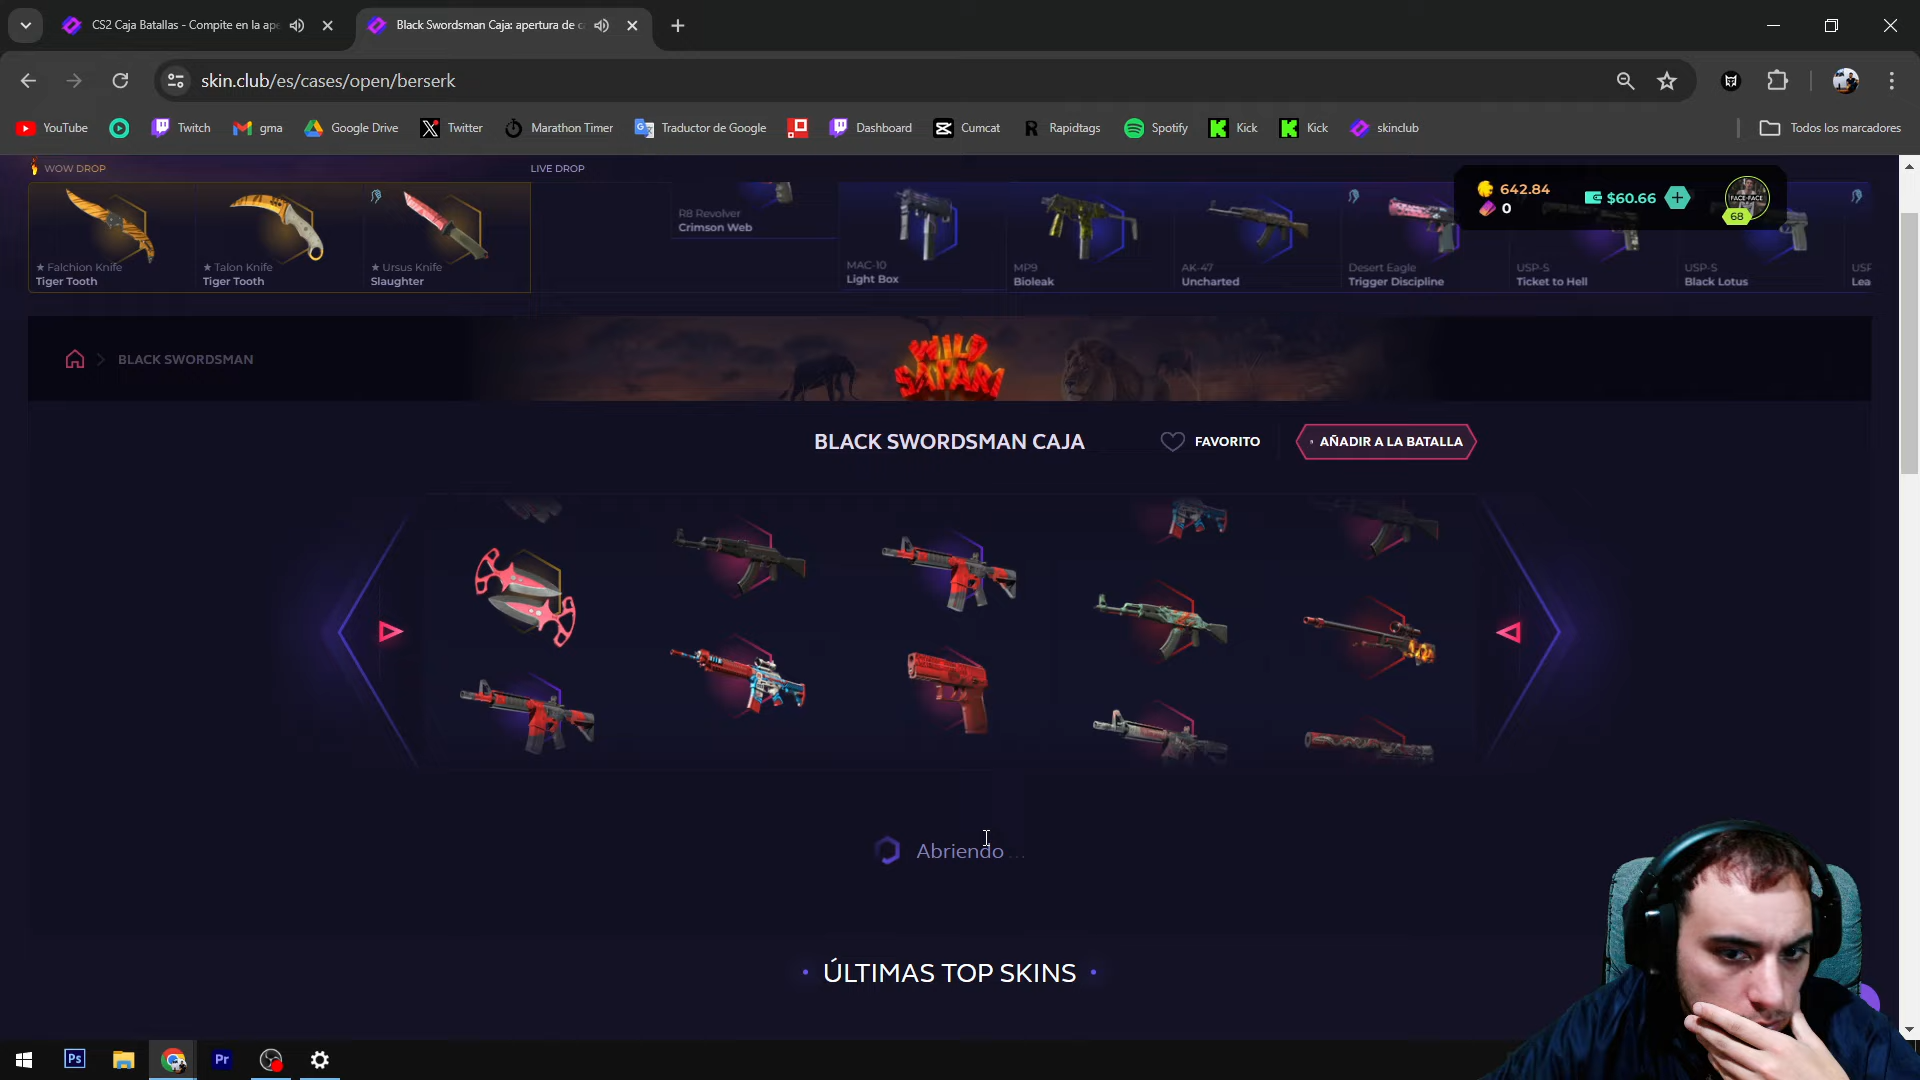 CS2 Caja Batallas - Compite en la ape
Black Swordsman Caja: apertura de c
skin.club/es/cases/open/berserk
YouTube
Twitch
gma
Google Drive
Twitter
Marathon Timer
Traductor de Google
Dashboard
Cumcat
Rapidtags
Spotify
Kick
Kick
skinclub
Todos los marcadores
WOW DROP
LIVE DROP
642.84
0
$60.66
FACE FACE
68
★ Falchion Knife
Tiger Tooth
★ Talon Knife
Tiger Tooth
★ Ursus Knife
Slaughter
R8 Revolver
Crimson Web
MAC-10
Light Box
MP9
Bioleak
AK-47
Uncharted
Desert Eagle
Trigger Discipline
USP-S
Ticket to Hell
USP-S
Black Lotus
USP
Lea
BLACK SWORDSMAN
WILD
SAFARI
BLACK SWORDSMAN CAJA
FAVORITO
AÑADIR A LA BATALLA
Abriendo ...
• ÚLTIMAS TOP SKINS •
Ps
Pr